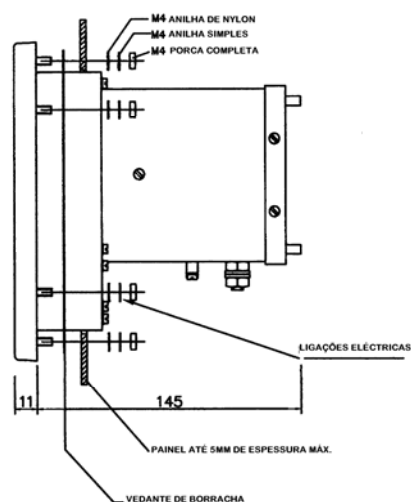 M4 ANILHA DE NYLON
M4 ANILHA SIMPLES
M4 PORCA COMPLETA
LIGAÇÕES ELÉCTRICAS
11
145
PAINEL ATÉ 5MM DE ESPESSURA MÁX.
VEDANTE DE BORRACHA